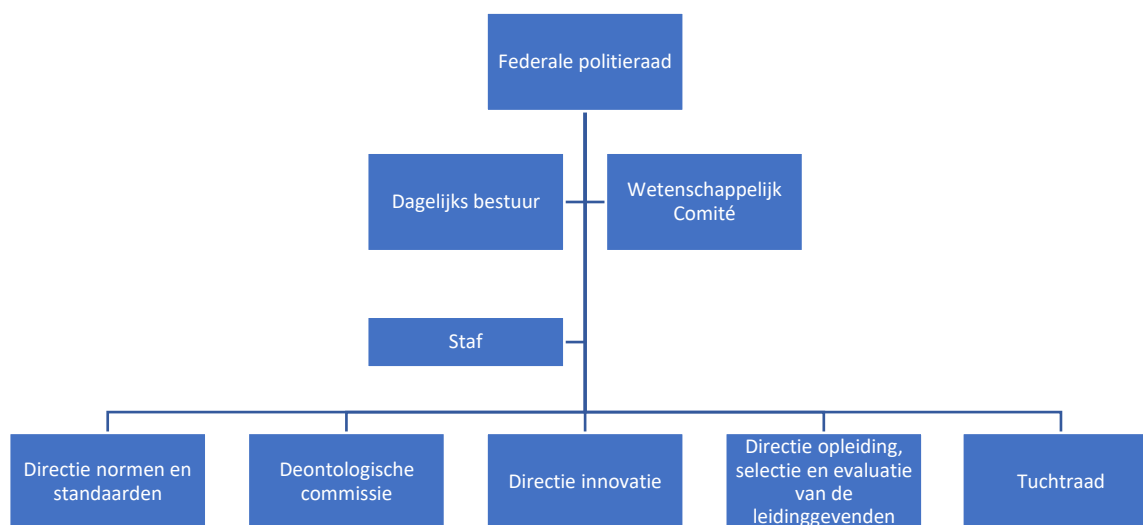 Federale politieraad
Dagelijks bestuur
Wetenschappelijk
Comité
Staf
Directie normen en
standaarden
Deontologische
commissie
Directie innovatie
Directie opleiding,
selectie en evaluatie
van de
leidinggevenden
Tuchtraad